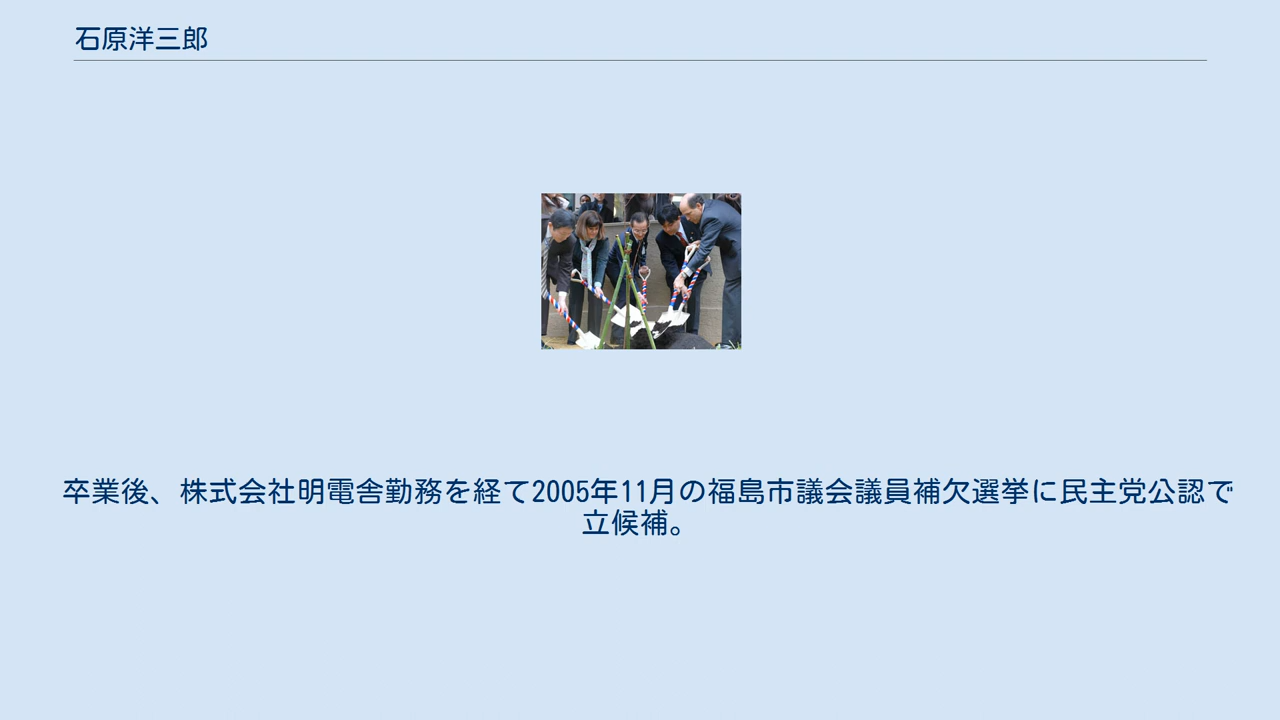 石原洋三郎
卒業後、株式会社明電舎勤務を経て2005年11月の福島市議会議員補欠選挙に民主党公認で
立候補。